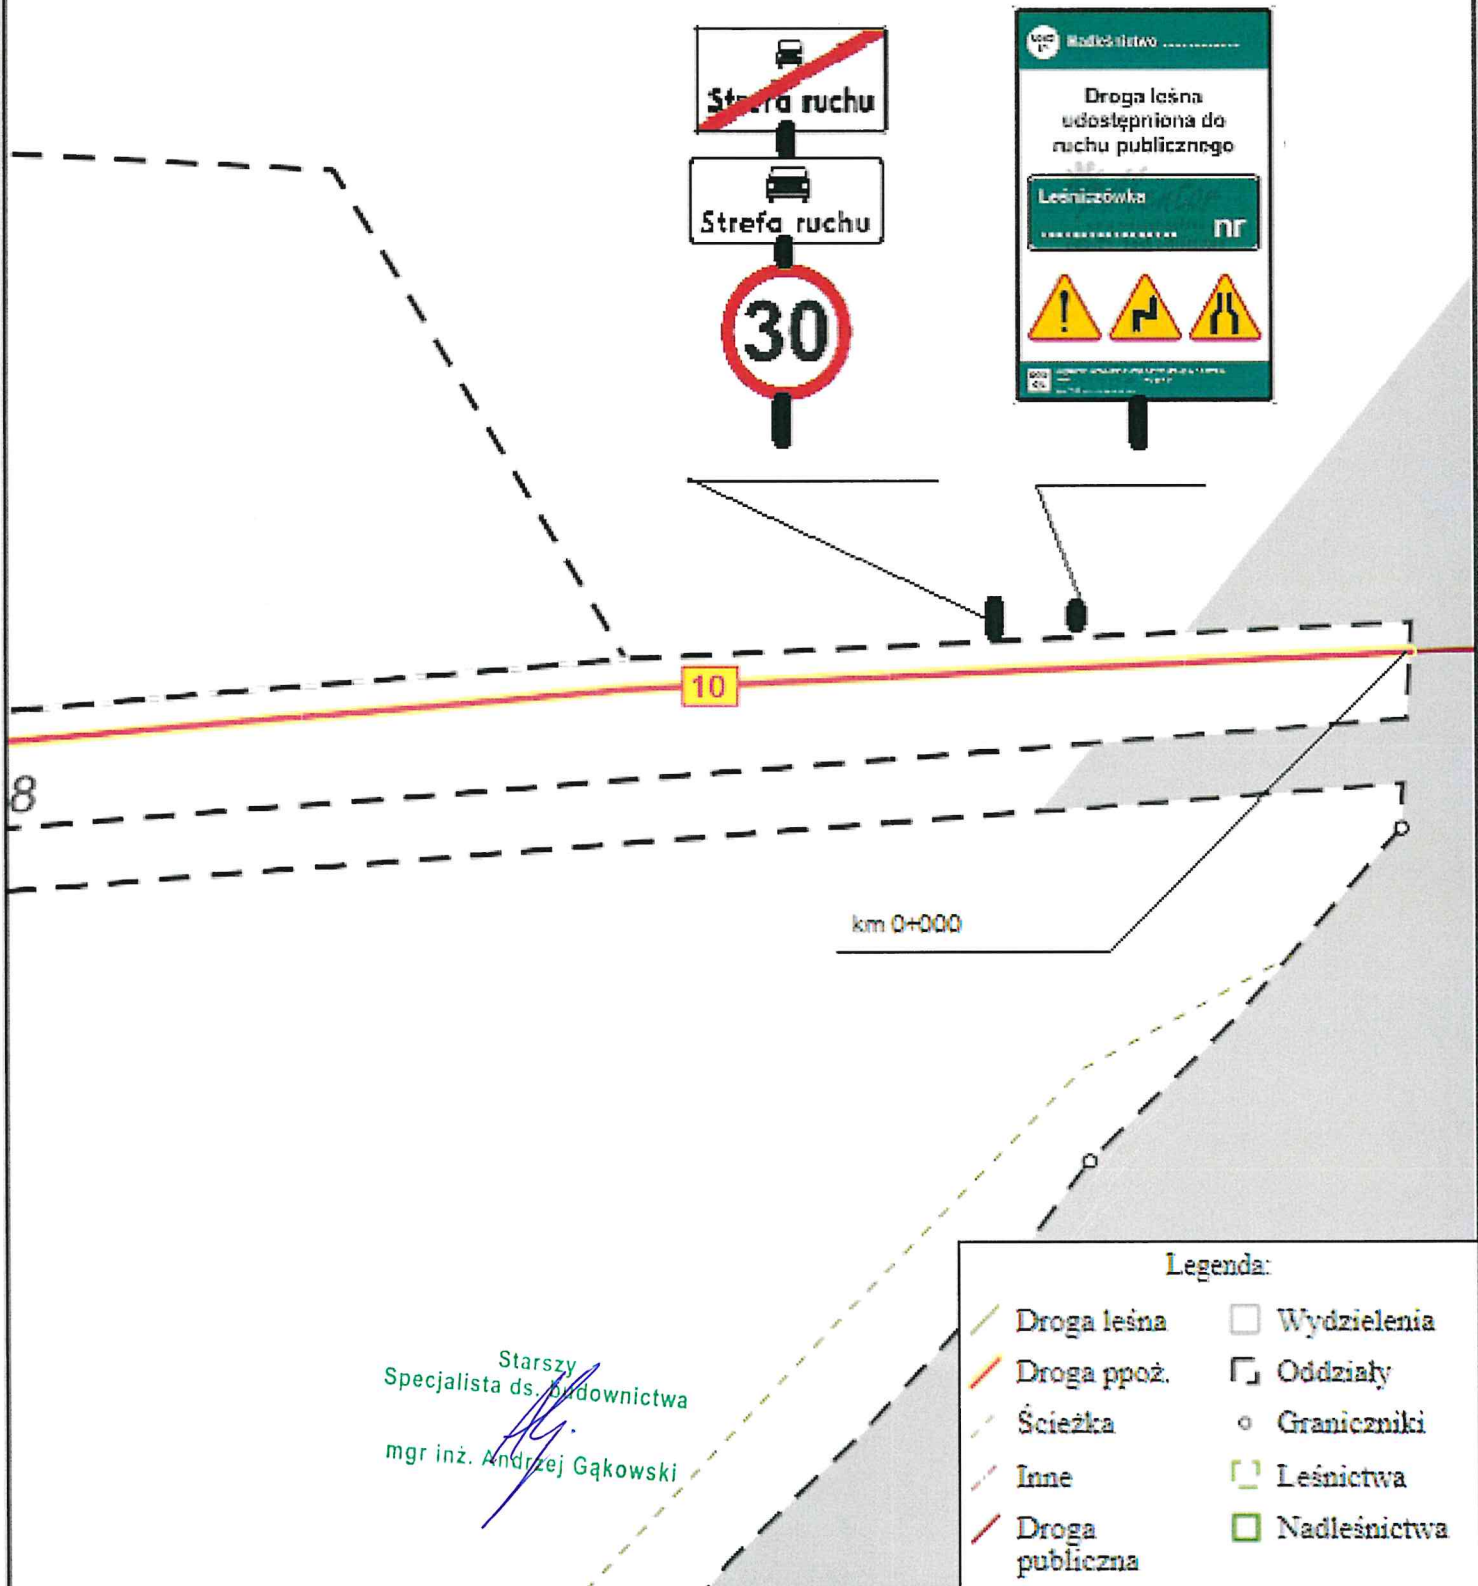 Strefa ruchu
Strefa ruchu
30
Nadleśnictwo ............
Droga leśna
udostępniona do
ruchu publicznego
Leśniczówka
.................. nr
10
8
km 0+000
Starszy
Specjalista ds. budownictwa
mgr inż. Andrzej Gąkowski
Legenda:
Droga leśna
Droga ppoż.
Ścieżka
Inne
Droga
publiczna
Wydzielenia
Oddziały
Graniczniki
Leśnictwa
Nadleśnictwa